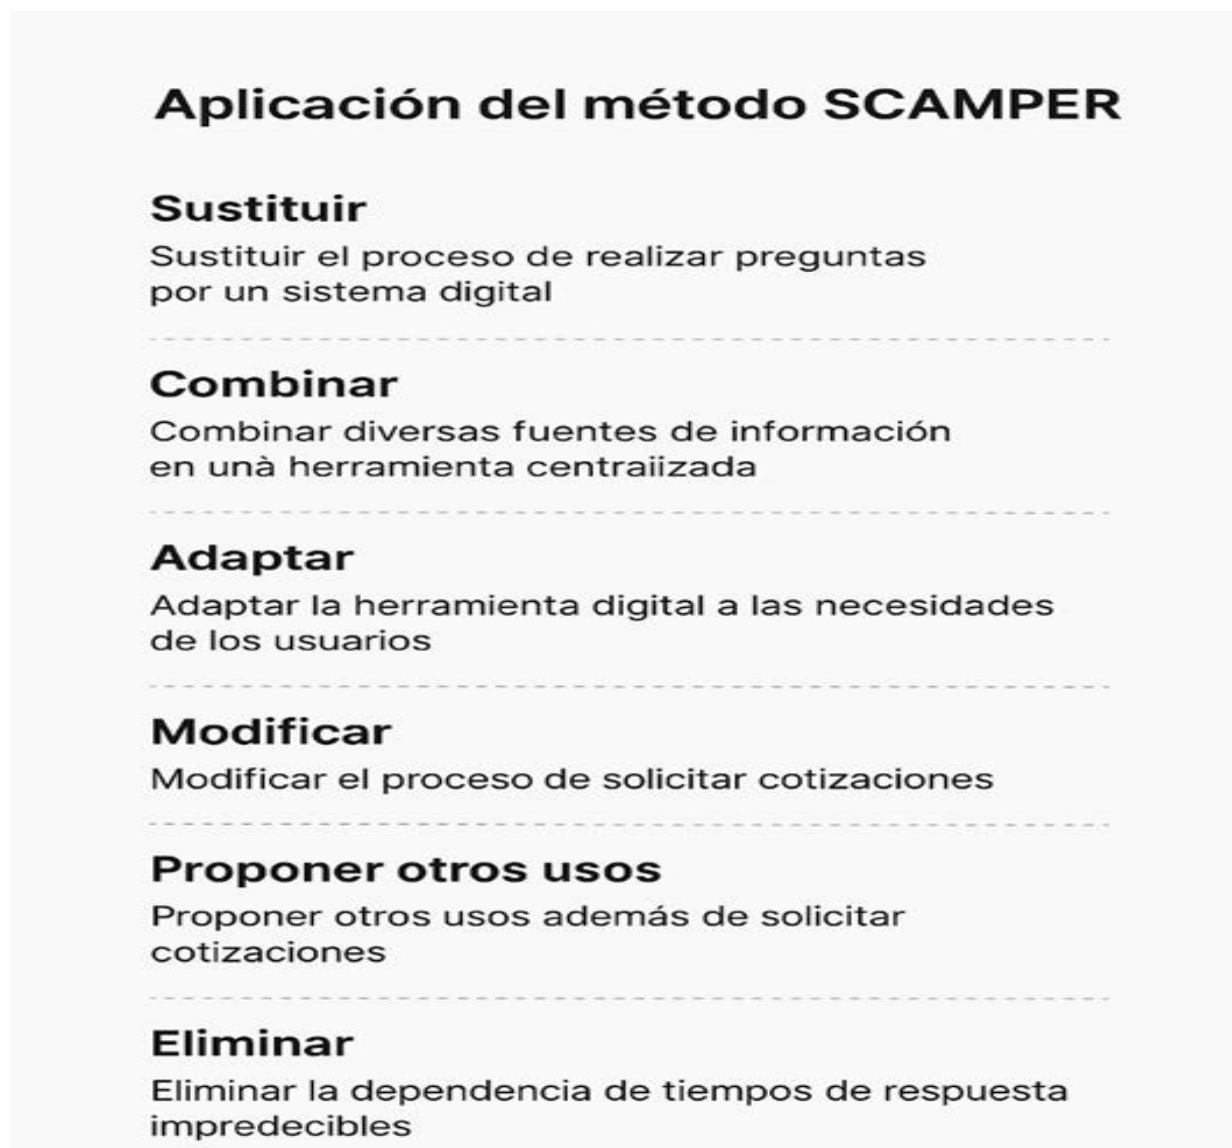 Aplicación del método SCAMPER
Sustituir
Sustituir el proceso de realizar preguntas
por un sistema digital
Combinar
Combinar diversas fuentes de información
en unà herramienta centraiizada
Adaptar
Adaptar la herramienta digital a las necesidades
de los usuarios
Modificar
Modificar el proceso de solicitar cotizaciones
Proponer otros usos
Proponer otros usos además de solicitar
cotizaciones
Eliminar
Eliminar la dependencia de tiempos de respuesta
impredecibles